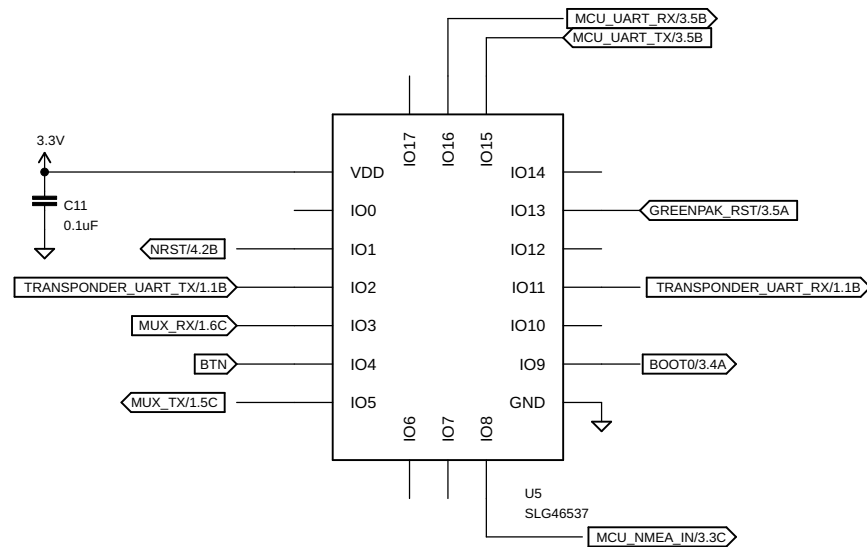 MCU_UART_RX/3.5B
MCU_UART_TX/3.5B
IO17
IO16
IO15
3.3V
VDD
IO14
C11
0.1uF
IO0
IO13
GREENPAK_RST/3.5A
NRST/4.2B
IO1
IO12
TRANSPONDER_UART_TX/1.1B
IO2
IO11
TRANSPONDER_UART_RX/1.1B
MUX_RX/1.6C
IO3
IO10
BTN
IO4
IO9
BOOT0/3.4A
MUX_TX/1.5C
IO5
GND
IO6
IO7
IO8
U5
SLG46537
MCU_NMEA_IN/3.3C